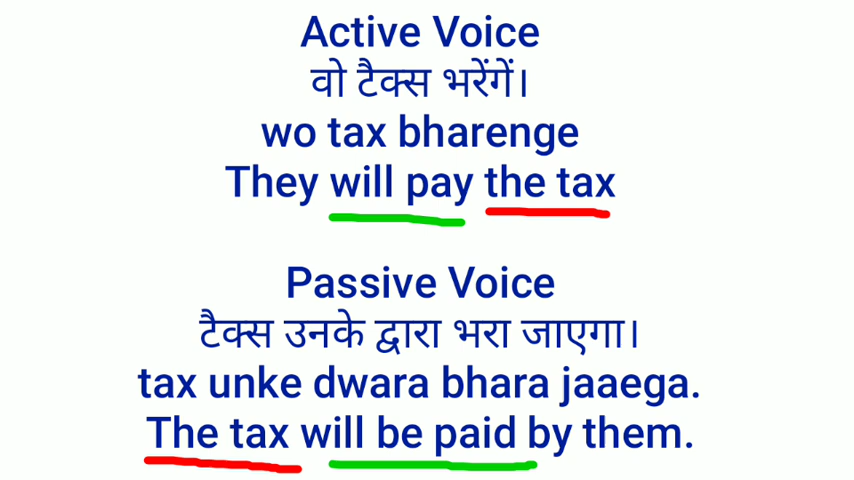 Active Voice
वो टैक्स भरेंगें।
wo tax bharenge
They will pay the tax
Passive Voice
टैक्स उनके द्वारा भरा जाएगा।
tax unke dwara bhara jaaega.
The tax will be paid by them.